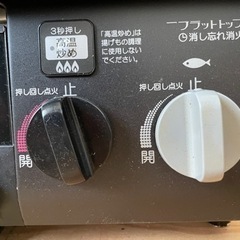 3秒押し
高温
炒め
「高温炒め」は
揚げもの調理
に使用しない
でください
フラットトップ
消し忘れ消火
押し回し点火
止
開
押し回し点火
止
開